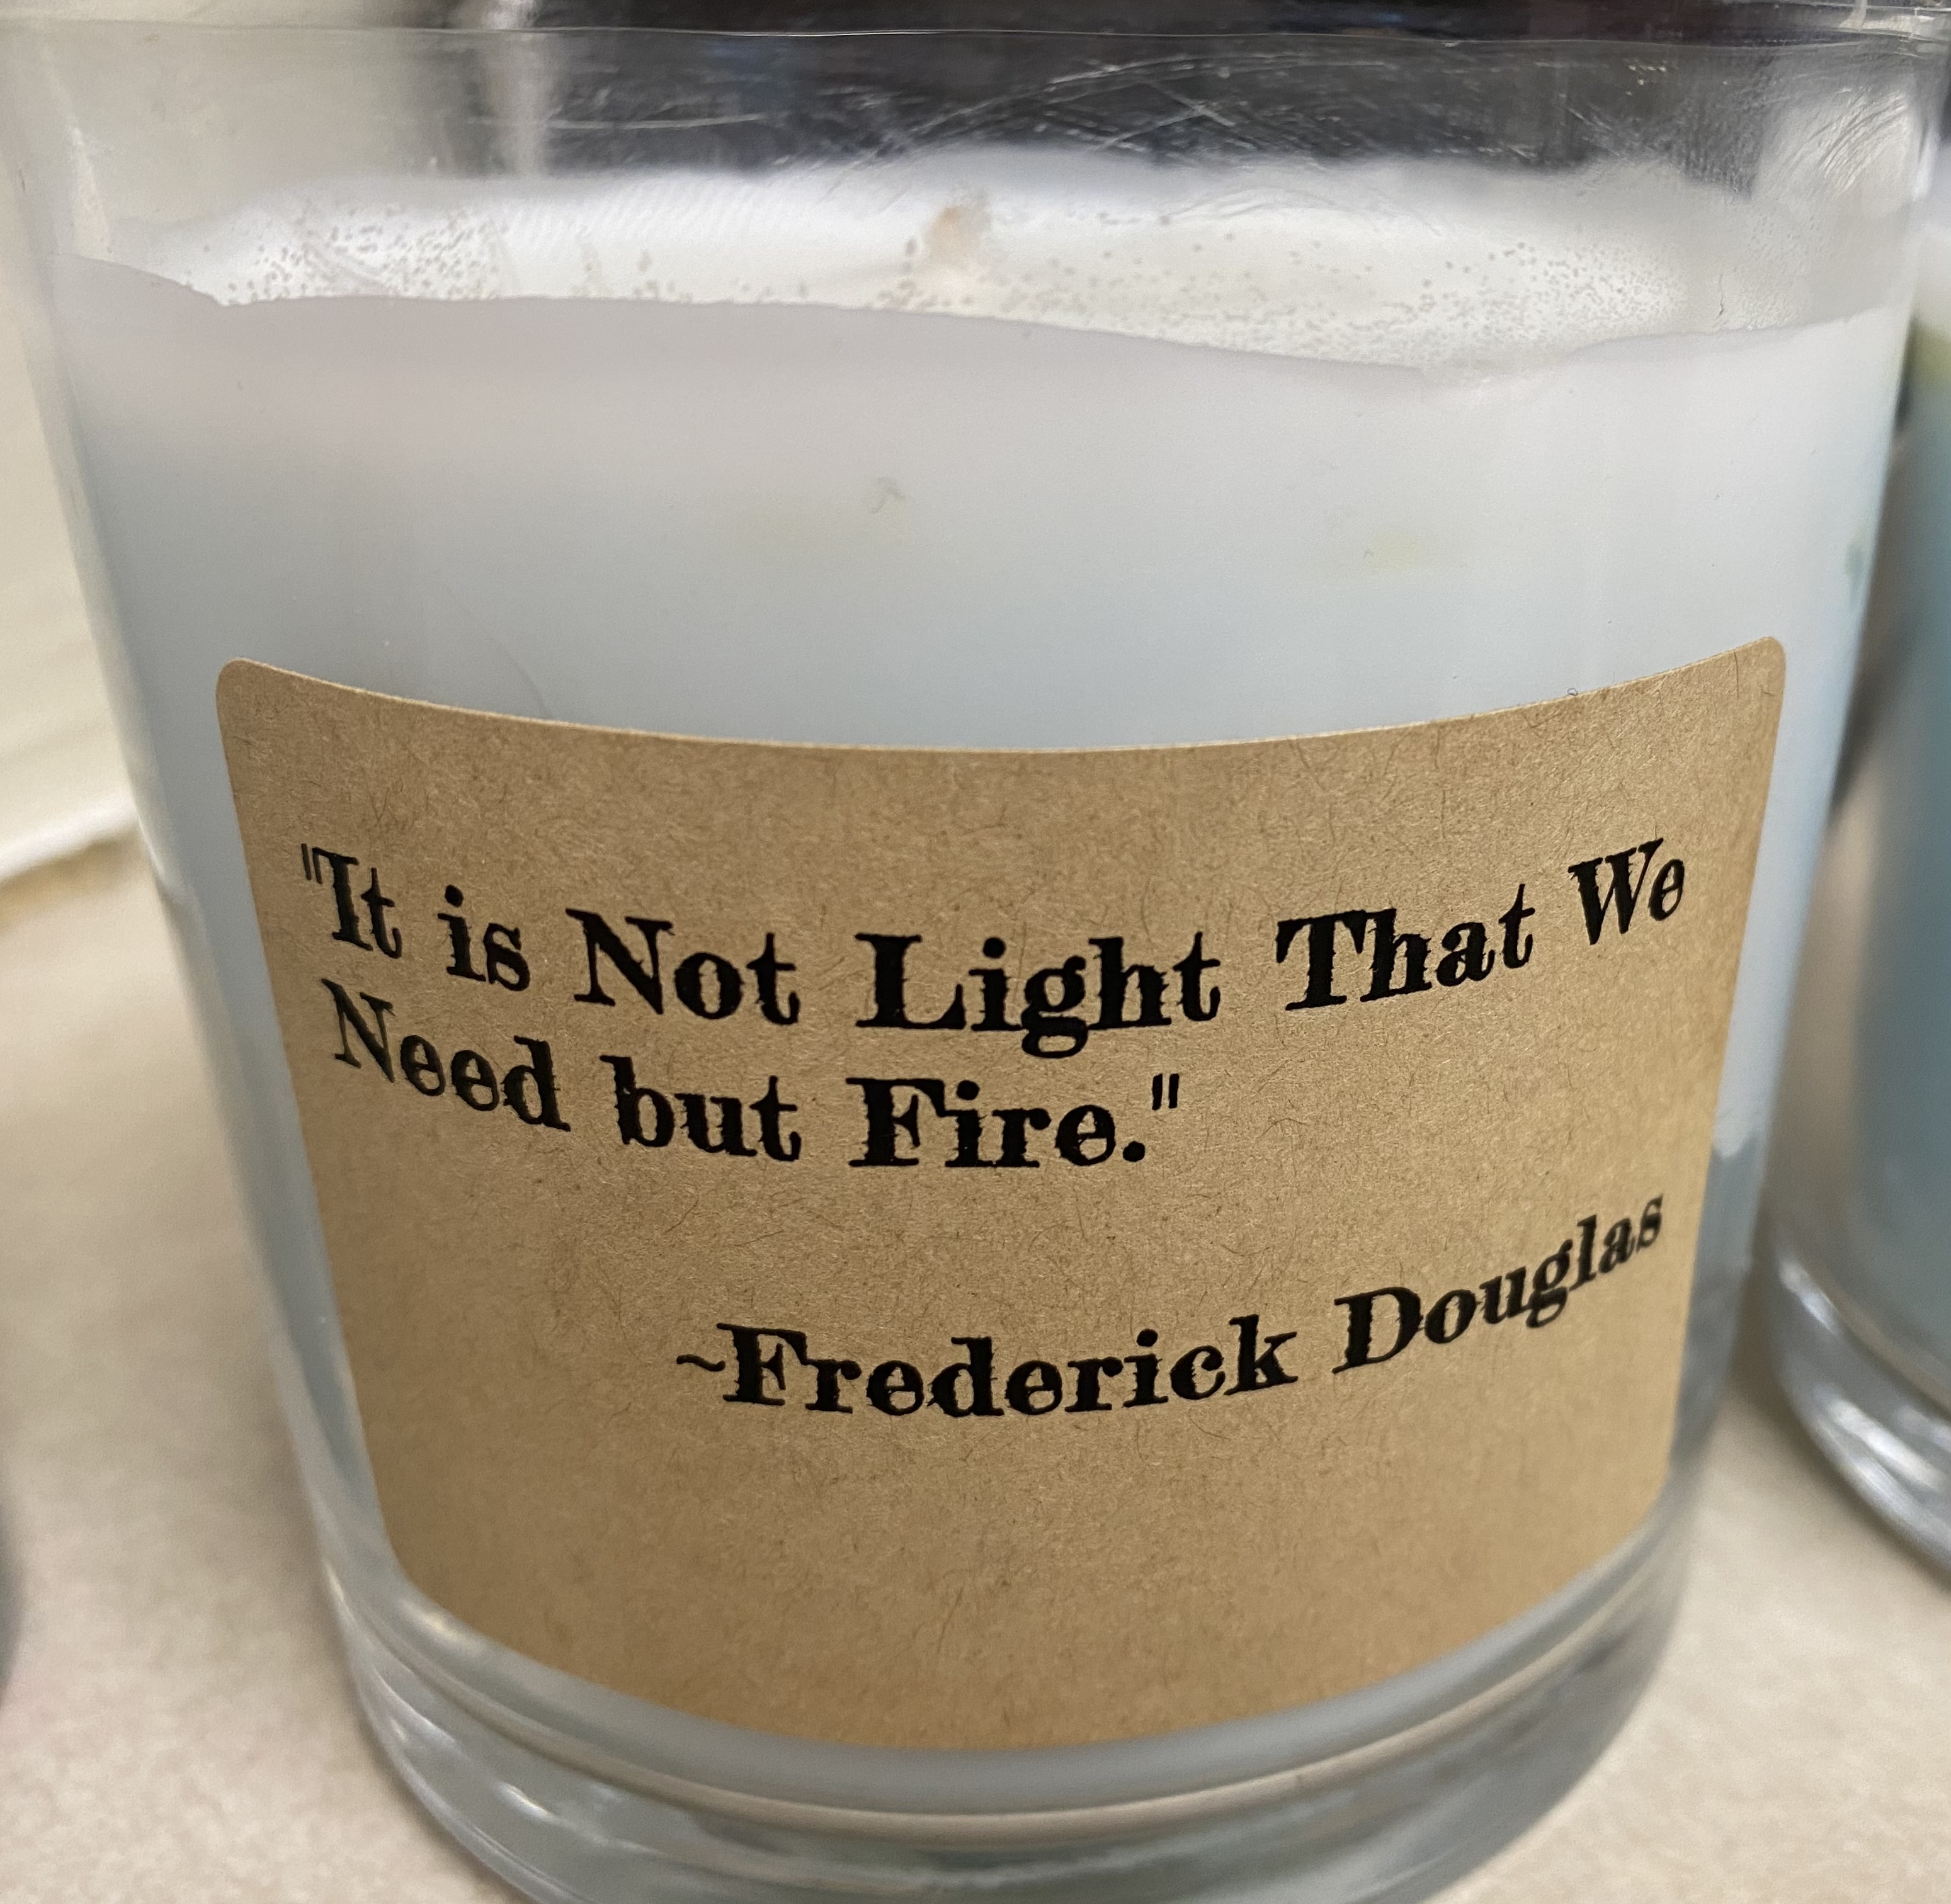 "It is Not Light That We
Need but Fire."
~Frederick Douglas